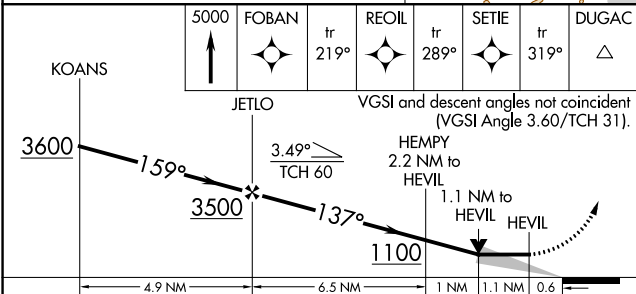 5000 FOBAN tr 219° REOIL tr 289° SETIE tr 319° DUGAC
KOANS
JETLO
VGSI and descent angles not coincident
(VGSI Angle 3.60/TCH 31).
HEMPY
2.2 NM to
HEVIL
3.49°
TCH 60
1.1 NM to
HEVIL
HEVIL
3600
159°
3500
137°
1100
4.9 NM 6.5 NM 1 NM 1.1 NM 0.6